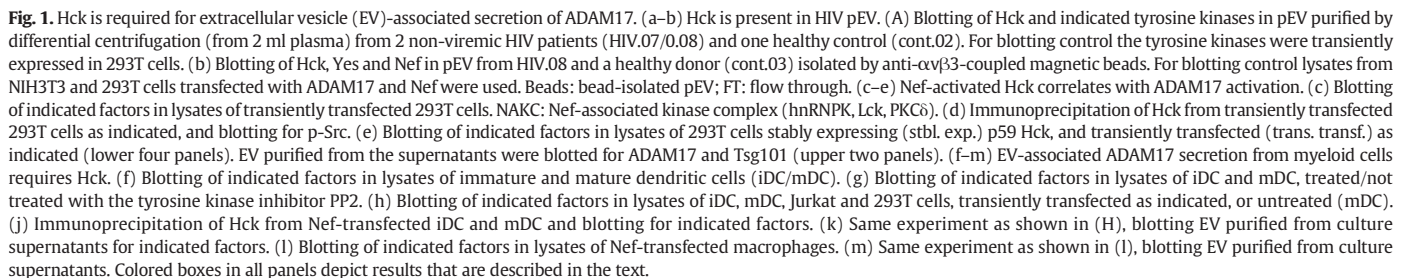 Fig. 1. Hck is required for extracellular vesicle (EV)-associated secretion of ADAM17. (a–b) Hck is present in HIV pEV. (A) Blotting of Hck and indicated tyrosine kinases in pEV purified by
differential centrifugation (from 2 ml plasma) from 2 non-viremic HIV patients (HIV.07/0.08) and one healthy control (cont.02). For blotting control the tyrosine kinases were transiently
expressed in 293T cells. (b) Blotting of Hck, Yes and Nef in pEV from HIV.08 and a healthy donor (cont.03) isolated by anti-αvβ3-coupled magnetic beads. For blotting control lysates from
NIH3T3 and 293T cells transfected with ADAM17 and Nef were used. Beads: bead-isolated pEV; FT: flow through. (c–e) Nef-activated Hck correlates with ADAM17 activation. (c) Blotting
of indicated factors in lysates of transiently transfected 293T cells. NAKC: Nef-associated kinase complex (hnRNPK, Lck, PKCδ). (d) Immunoprecipitation of Hck from transiently transfected
293T cells as indicated, and blotting for p-Src. (e) Blotting of indicated factors in lysates of 293T cells stably expressing (stbl. exp.) p59 Hck, and transiently transfected (trans. transf.) as
indicated (lower four panels). EV purified from the supernatants were blotted for ADAM17 and Tsg101 (upper two panels). (f–m) EV-associated ADAM17 secretion from myeloid cells
requires Hck. (f) Blotting of indicated factors in lysates of immature and mature dendritic cells (iDC/mDC). (g) Blotting of indicated factors in lysates of iDC and mDC, treated/not
treated with the tyrosine kinase inhibitor PP2. (h) Blotting of indicated factors in lysates of iDC, mDC, Jurkat and 293T cells, transiently transfected as indicated, or untreated (mDC).
(j) Immunoprecipitation of Hck from Nef-transfected iDC and mDC and blotting for indicated factors. (k) Same experiment as shown in (H), blotting EV purified from culture
supernatants for indicated factors. (l) Blotting of indicated factors in lysates of Nef-transfected macrophages. (m) Same experiment as shown in (l), blotting EV purified from culture
supernatants. Colored boxes in all panels depict results that are described in the text.